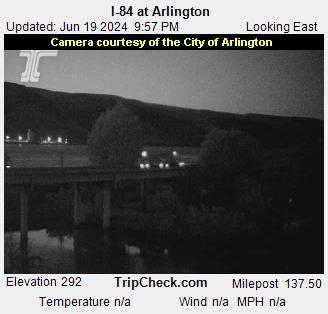 I-84 at Arlington
Updated: Jun 19 2024 9:57 PM Looking East
Camera courtesy of the City of Arlington
Elevation 292 TripCheck.com Milepost 137.50
Temperature n/a Wind n/a MPH n/a